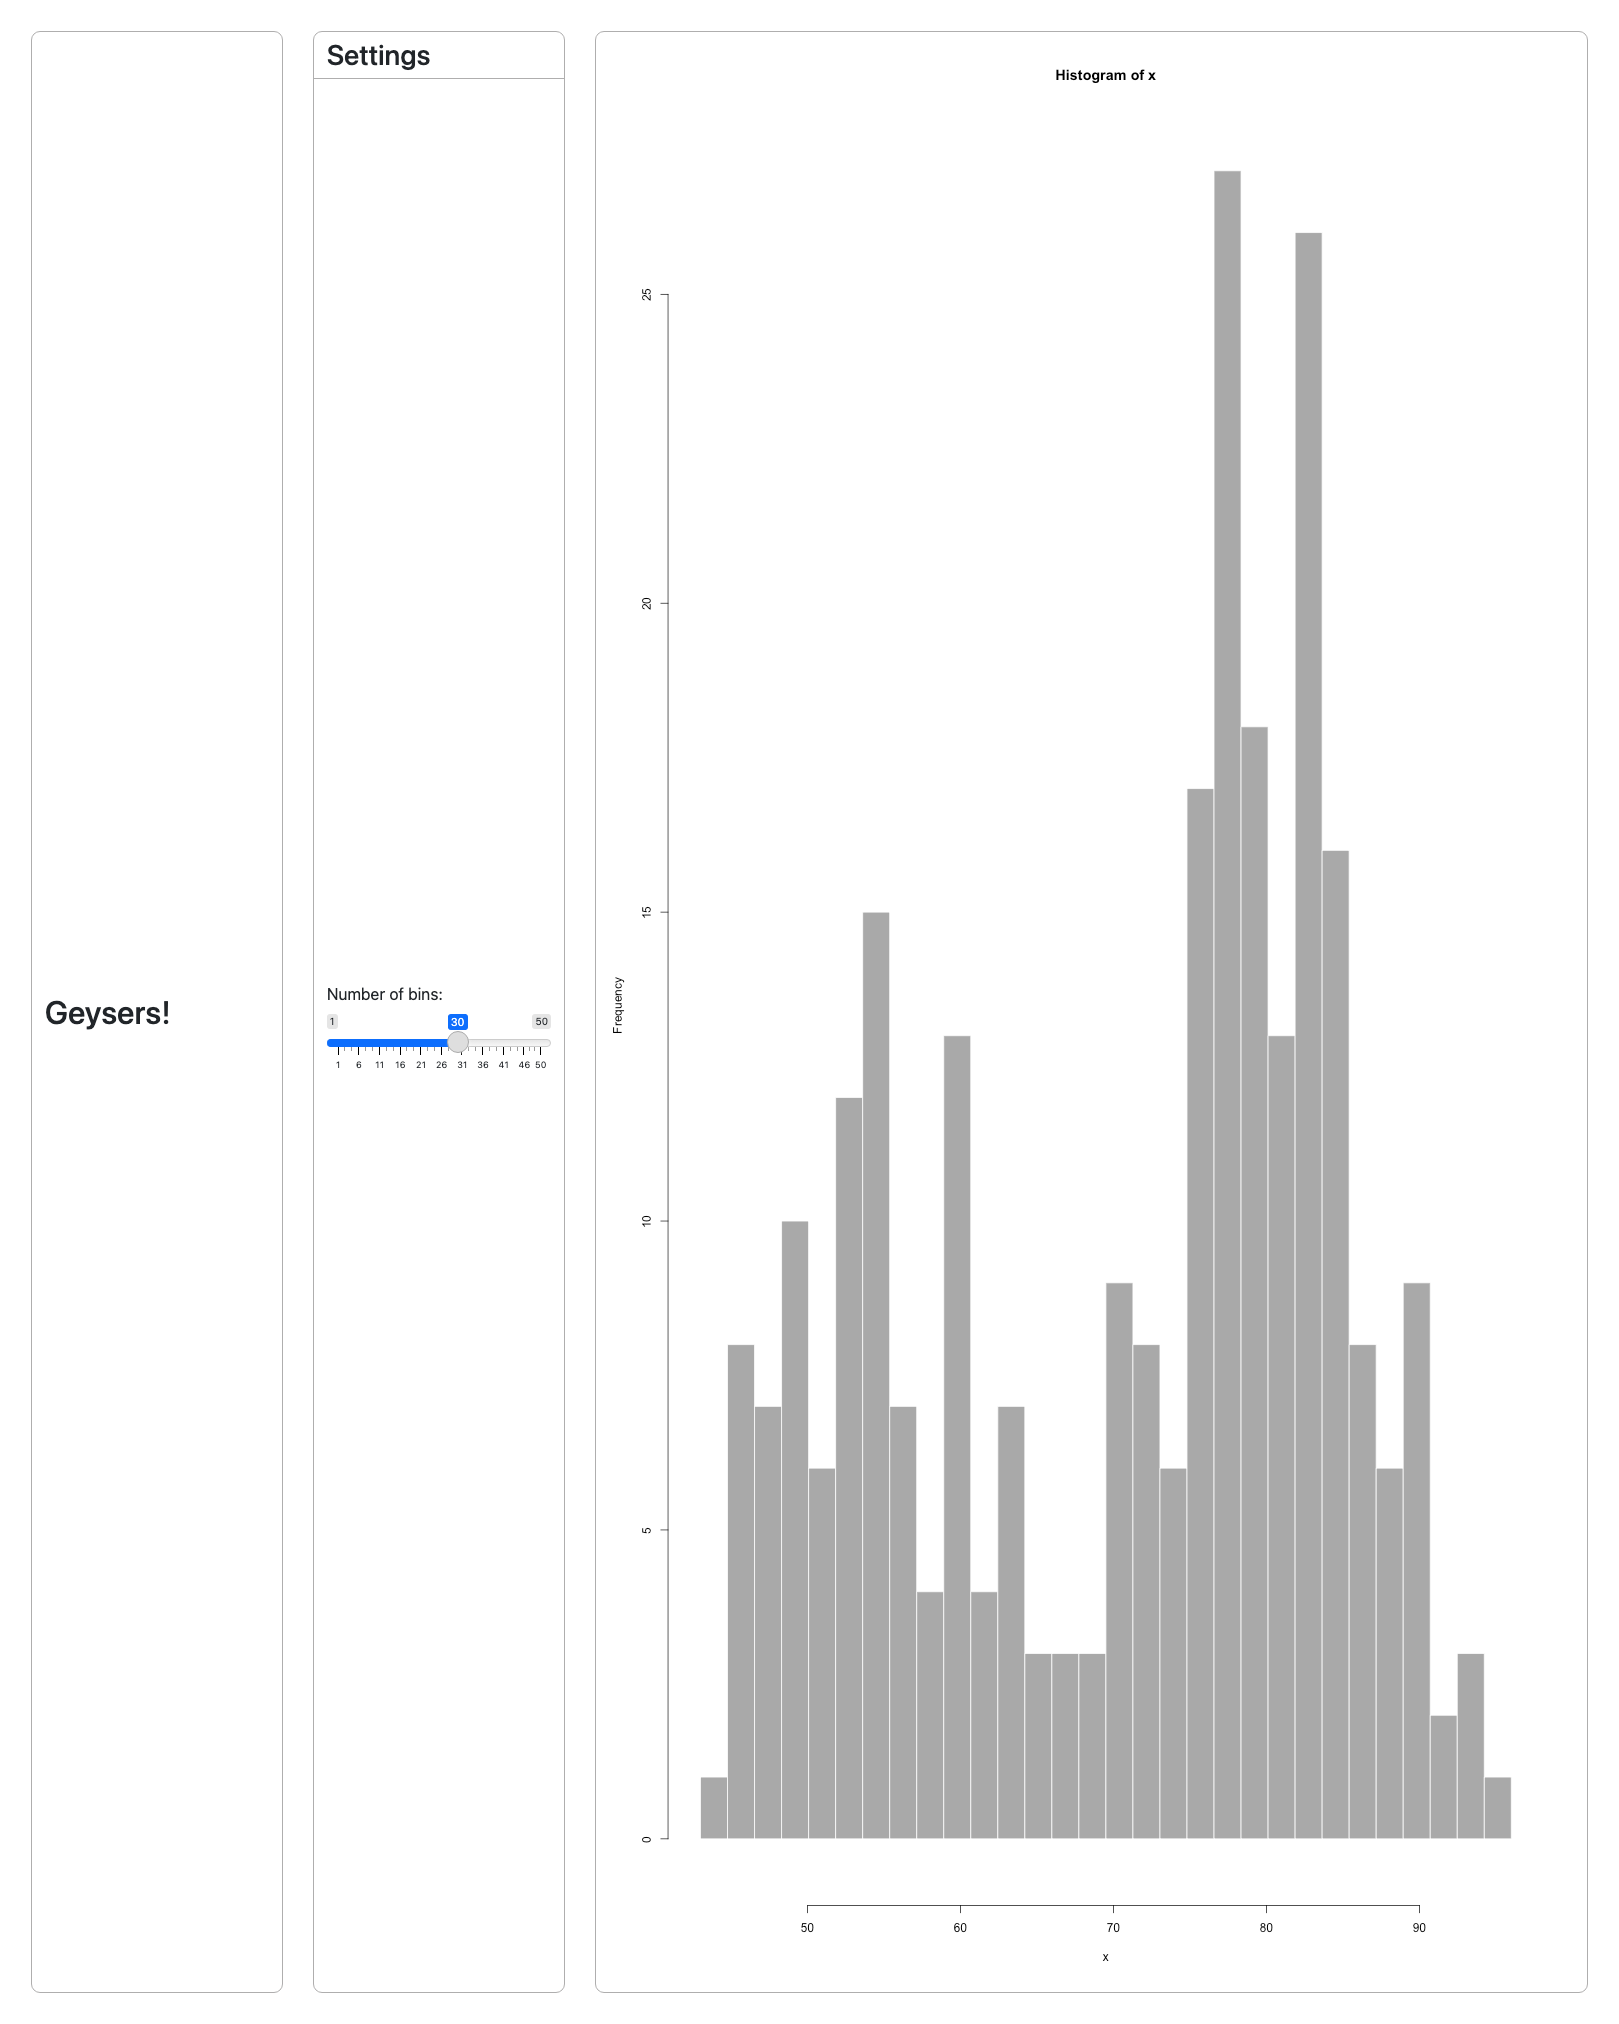 Geysers!
Settings
Number of bins:
1 30 50
1 6 11 16 21 26 31 36 41 46 50
Histogram of x
Frequency
25
20
15
10
5
0
50 60 70 80 90
x